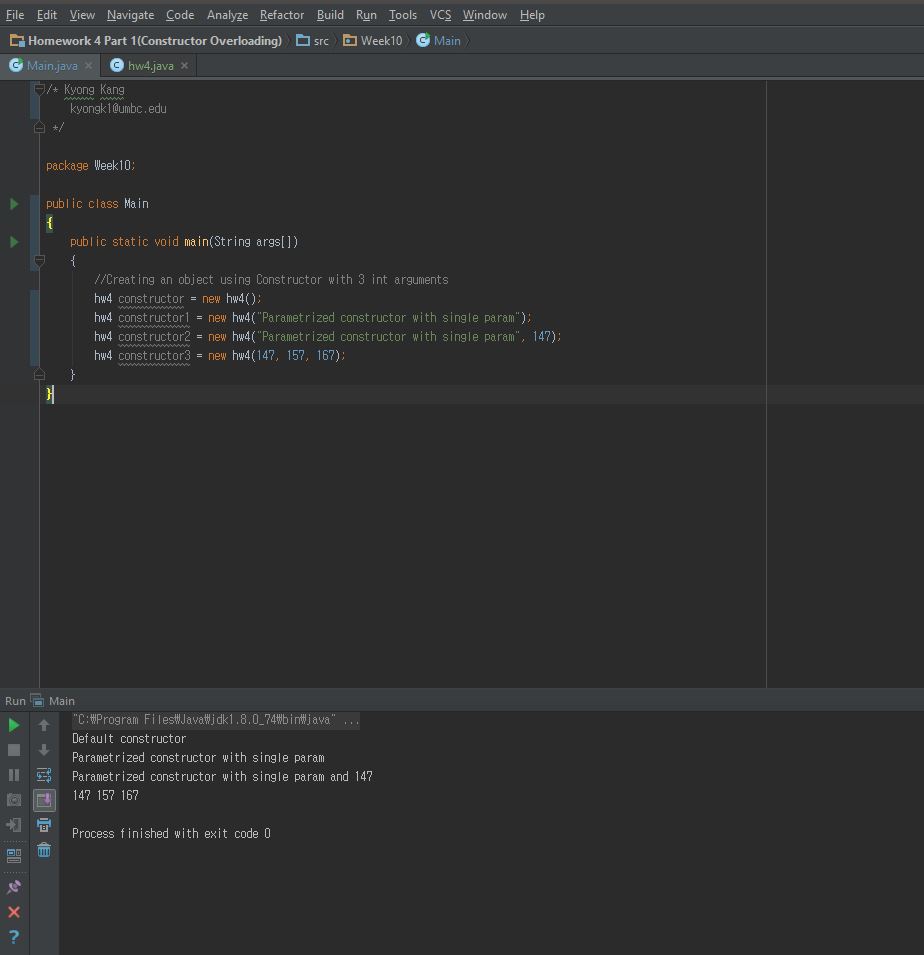 File Edit View Navigate Code Analyze Refactor Build Run Tools VCS Window Help
Homework 4 Part 1(Constructor Overloading) src Week10 Main
Main.java hw4.java
/* Kyong Kang
kyongk1@umbc.edu
*/
package Week10;
public class Main
{
public static void main(String args[])
{
//Creating an object using Constructor with 3 int arguments
hw4 constructor = new hw4();
hw4 constructor1 = new hw4("Parametrized constructor with single param");
hw4 constructor2 = new hw4("Parametrized constructor with single param", 147);
hw4 constructor3 = new hw4(147, 157, 167);
}
}
Run Main
"C:₩Program Files₩Java₩jdk1.8.0_74₩bin₩java" ...
Default constructor
Parametrized constructor with single param
Parametrized constructor with single param and 147
147 157 167
Process finished with exit code 0